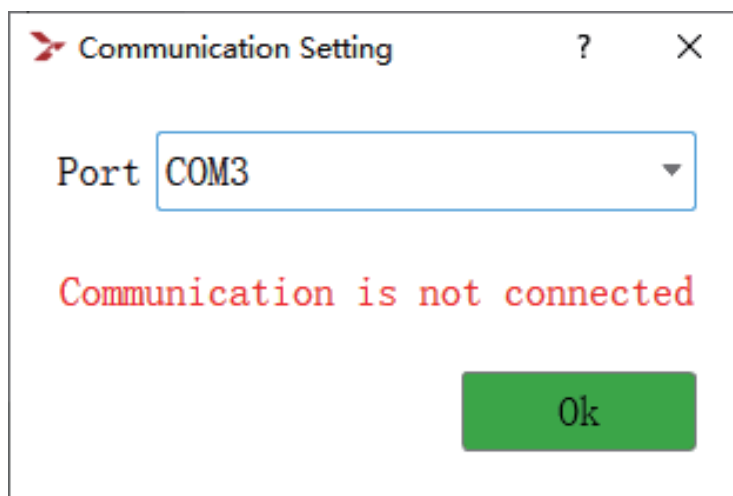 Communication Setting ?
Port COM3
Communication is not connected
Ok